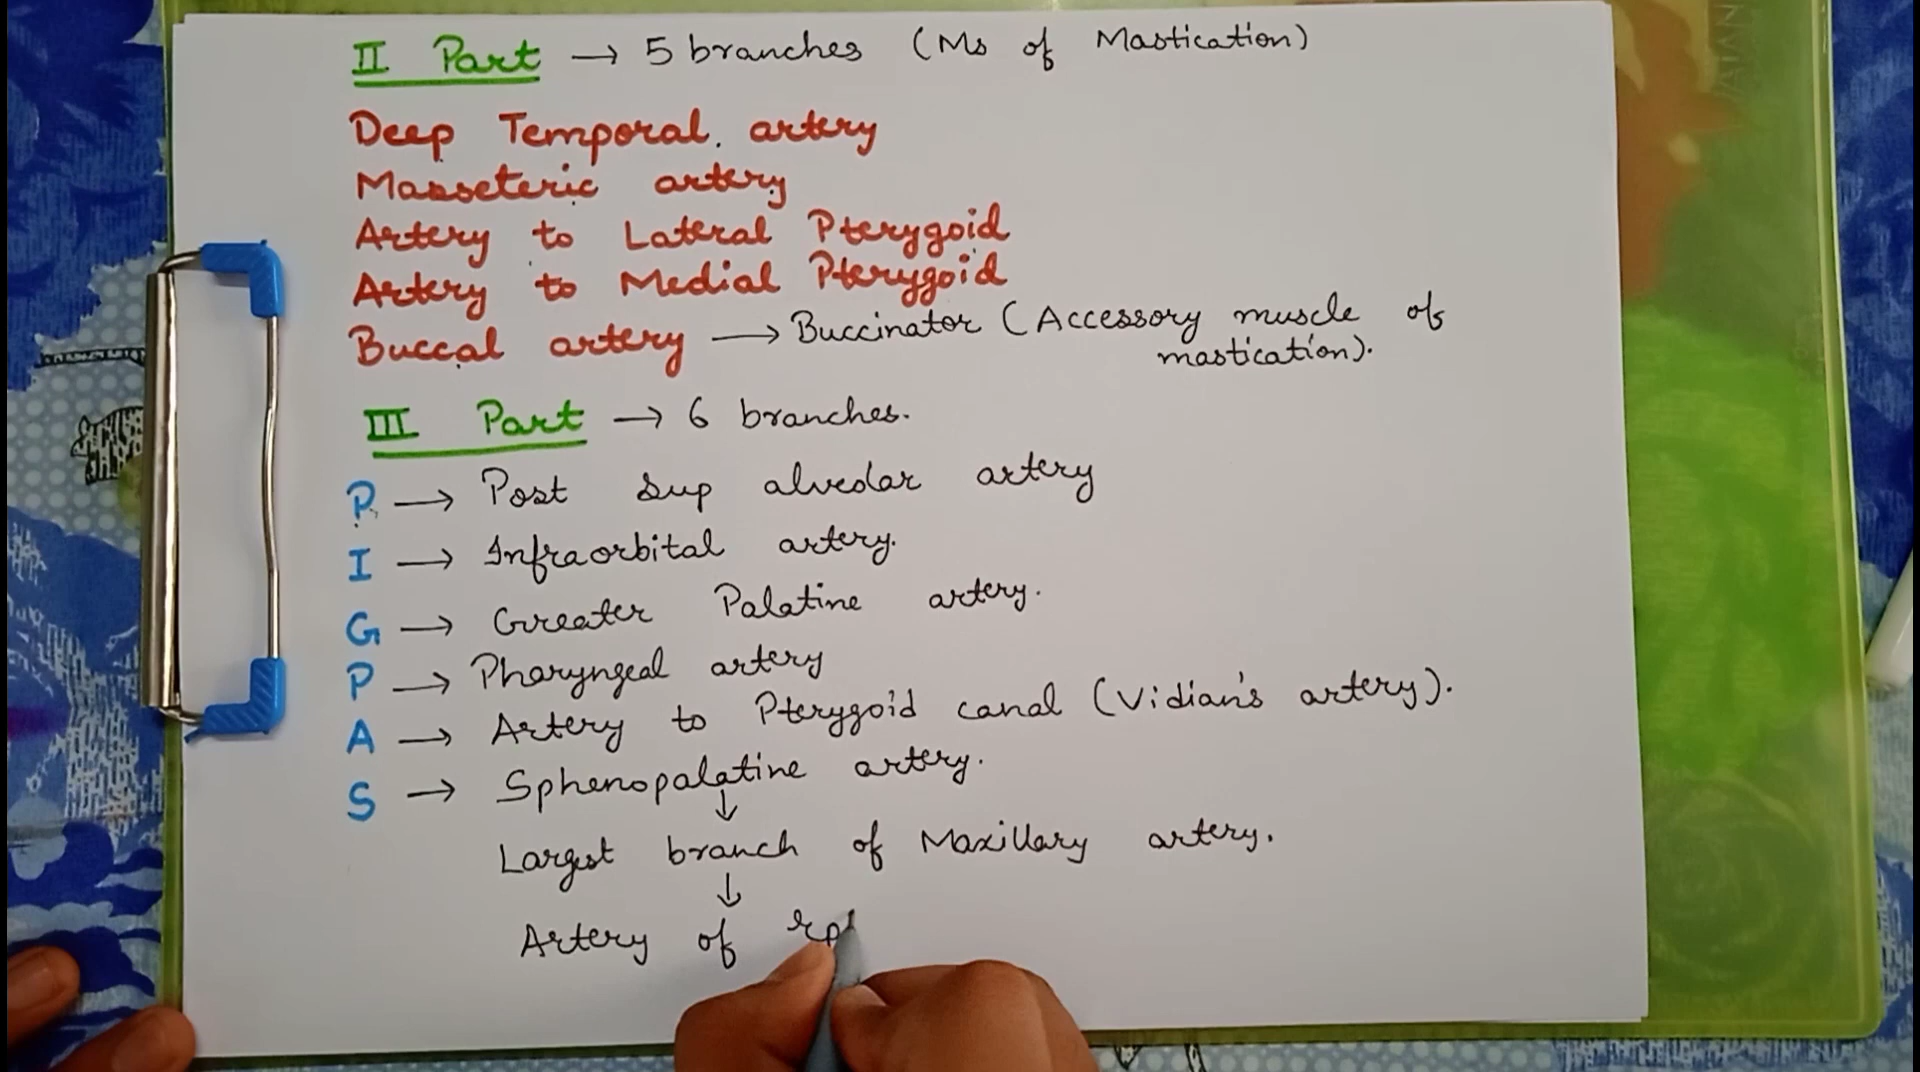 II Part → 5 branches (Ms of Mastication)
Deep Temporal artery
Masseteric artery
Artery to Lateral Pterygoid
Artery to Medial Pterygoid
Buccal artery → Buccinator (Accessory muscle of
mastication).
III Part → 6 branches.
P → Post Sup alveolar artery
I → Infraorbital artery.
G → Greater Palatine artery.
P → Pharyngeal artery
A → Artery to Pterygoid canal (Vidian's artery).
S → Sphenopalatine artery.
↓
Largest branch of Maxillary artery.
↓
Artery of